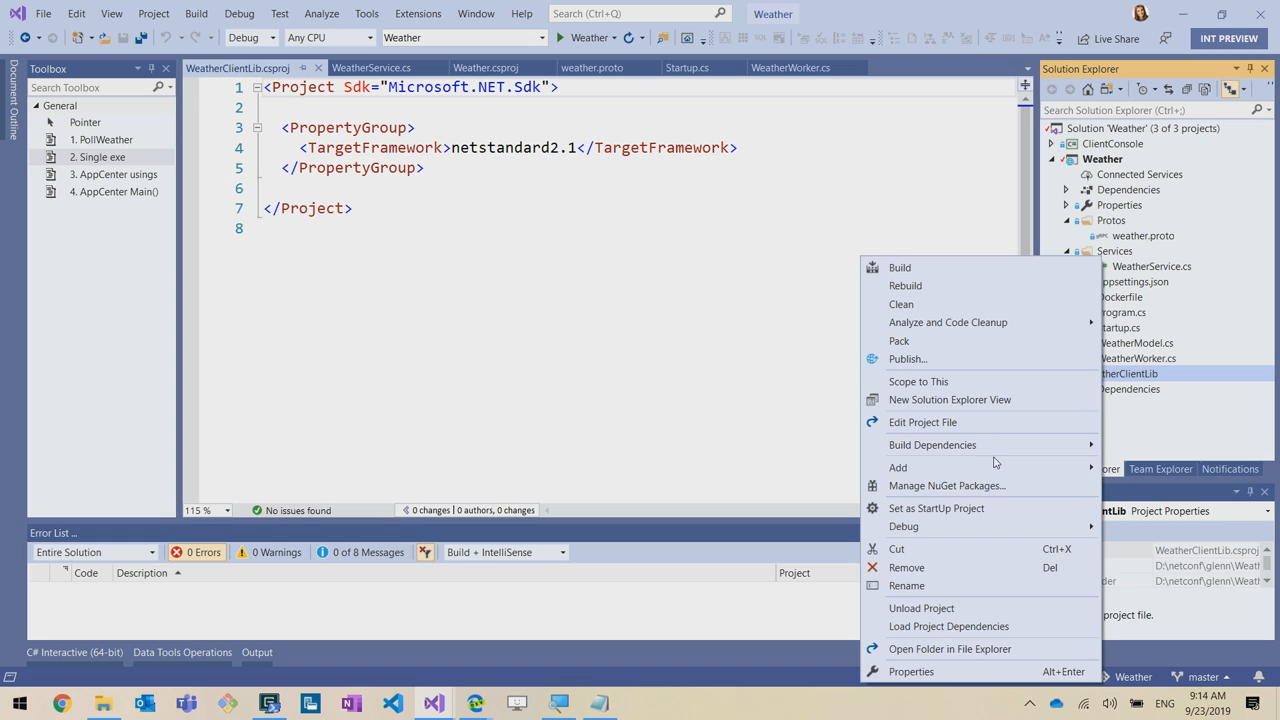 File Edit View Project Build Debug Test Analyze Tools Extensions Window Help Search (Ctrl+Q) Weather
Debug Any CPU Weather Weather Live Share INT PREVIEW
Document Outline
Toolbox
Search Toolbox
General
Pointer
1. PollWeather
2. Single exe
3. AppCenter usings
4. AppCenter Main()
WeatherClientLib.csproj WeatherService.cs Weather.csproj weather.proto Startup.cs WeatherWorker.cs
1 <Project Sdk="Microsoft.NET.Sdk">
2
3 <PropertyGroup>
4 <TargetFramework>netstandard2.1</TargetFramework>
5 </PropertyGroup>
6
7 </Project>
8
115 % No issues found 0 changes | 0 authors, 0 changes
Solution Explorer
Search Solution Explorer (Ctrl+;)
Solution 'Weather' (3 of 3 projects)
ClientConsole
Weather
Connected Services
Dependencies
Properties
Protos
weather.proto
Services
WeatherService.cs
ppsettings.json
ockerfile
rogram.cs
tartup.cs
WeatherModel.cs
WeatherWorker.cs
therClientLib
Dependencies
orer Team Explorer Notifications
Build
Rebuild
Clean
Analyze and Code Cleanup
Pack
Publish...
Scope to This
New Solution Explorer View
Edit Project File
Build Dependencies
Add
Manage NuGet Packages...
Set as StartUp Project
Debug
Cut Ctrl+X
Remove Del
Rename
Unload Project
Load Project Dependencies
Open Folder in File Explorer
Properties Alt+Enter
entLib Project Properties
WeatherClientLib.csproj
D:\netconf\glenn\Weat
der D:\netconf\glenn\Weat
project file.
Error List ...
Entire Solution 0 Errors 0 Warnings 0 of 8 Messages Build + IntelliSense
Code Description Project
C# Interactive (64-bit) Data Tools Operations Output
Weather master
ENG 9:14 AM
9/23/2019